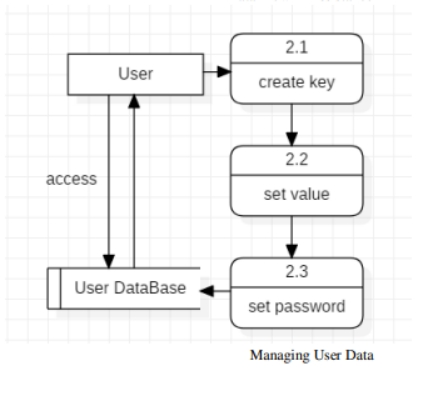 2.1
User
create key
2.2
access
set value
2.3
User DataBase
set password
Managing User Data